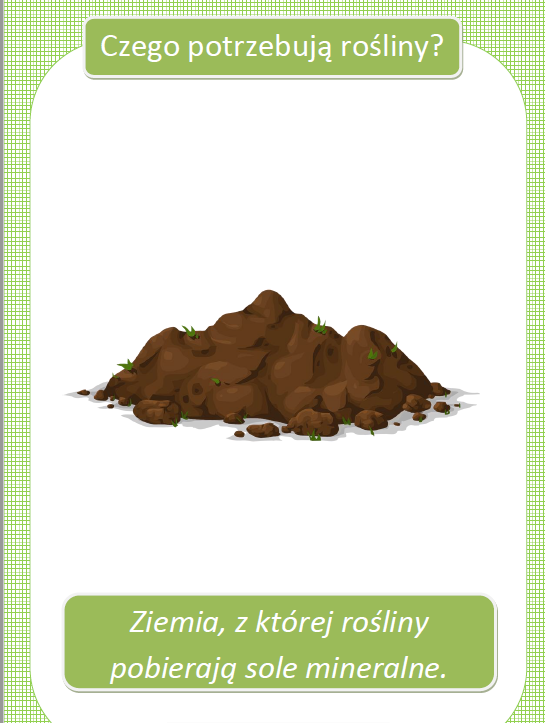 Czego potrzebują rośliny?
Ziemia, z której rośliny
pobierają sole mineralne.